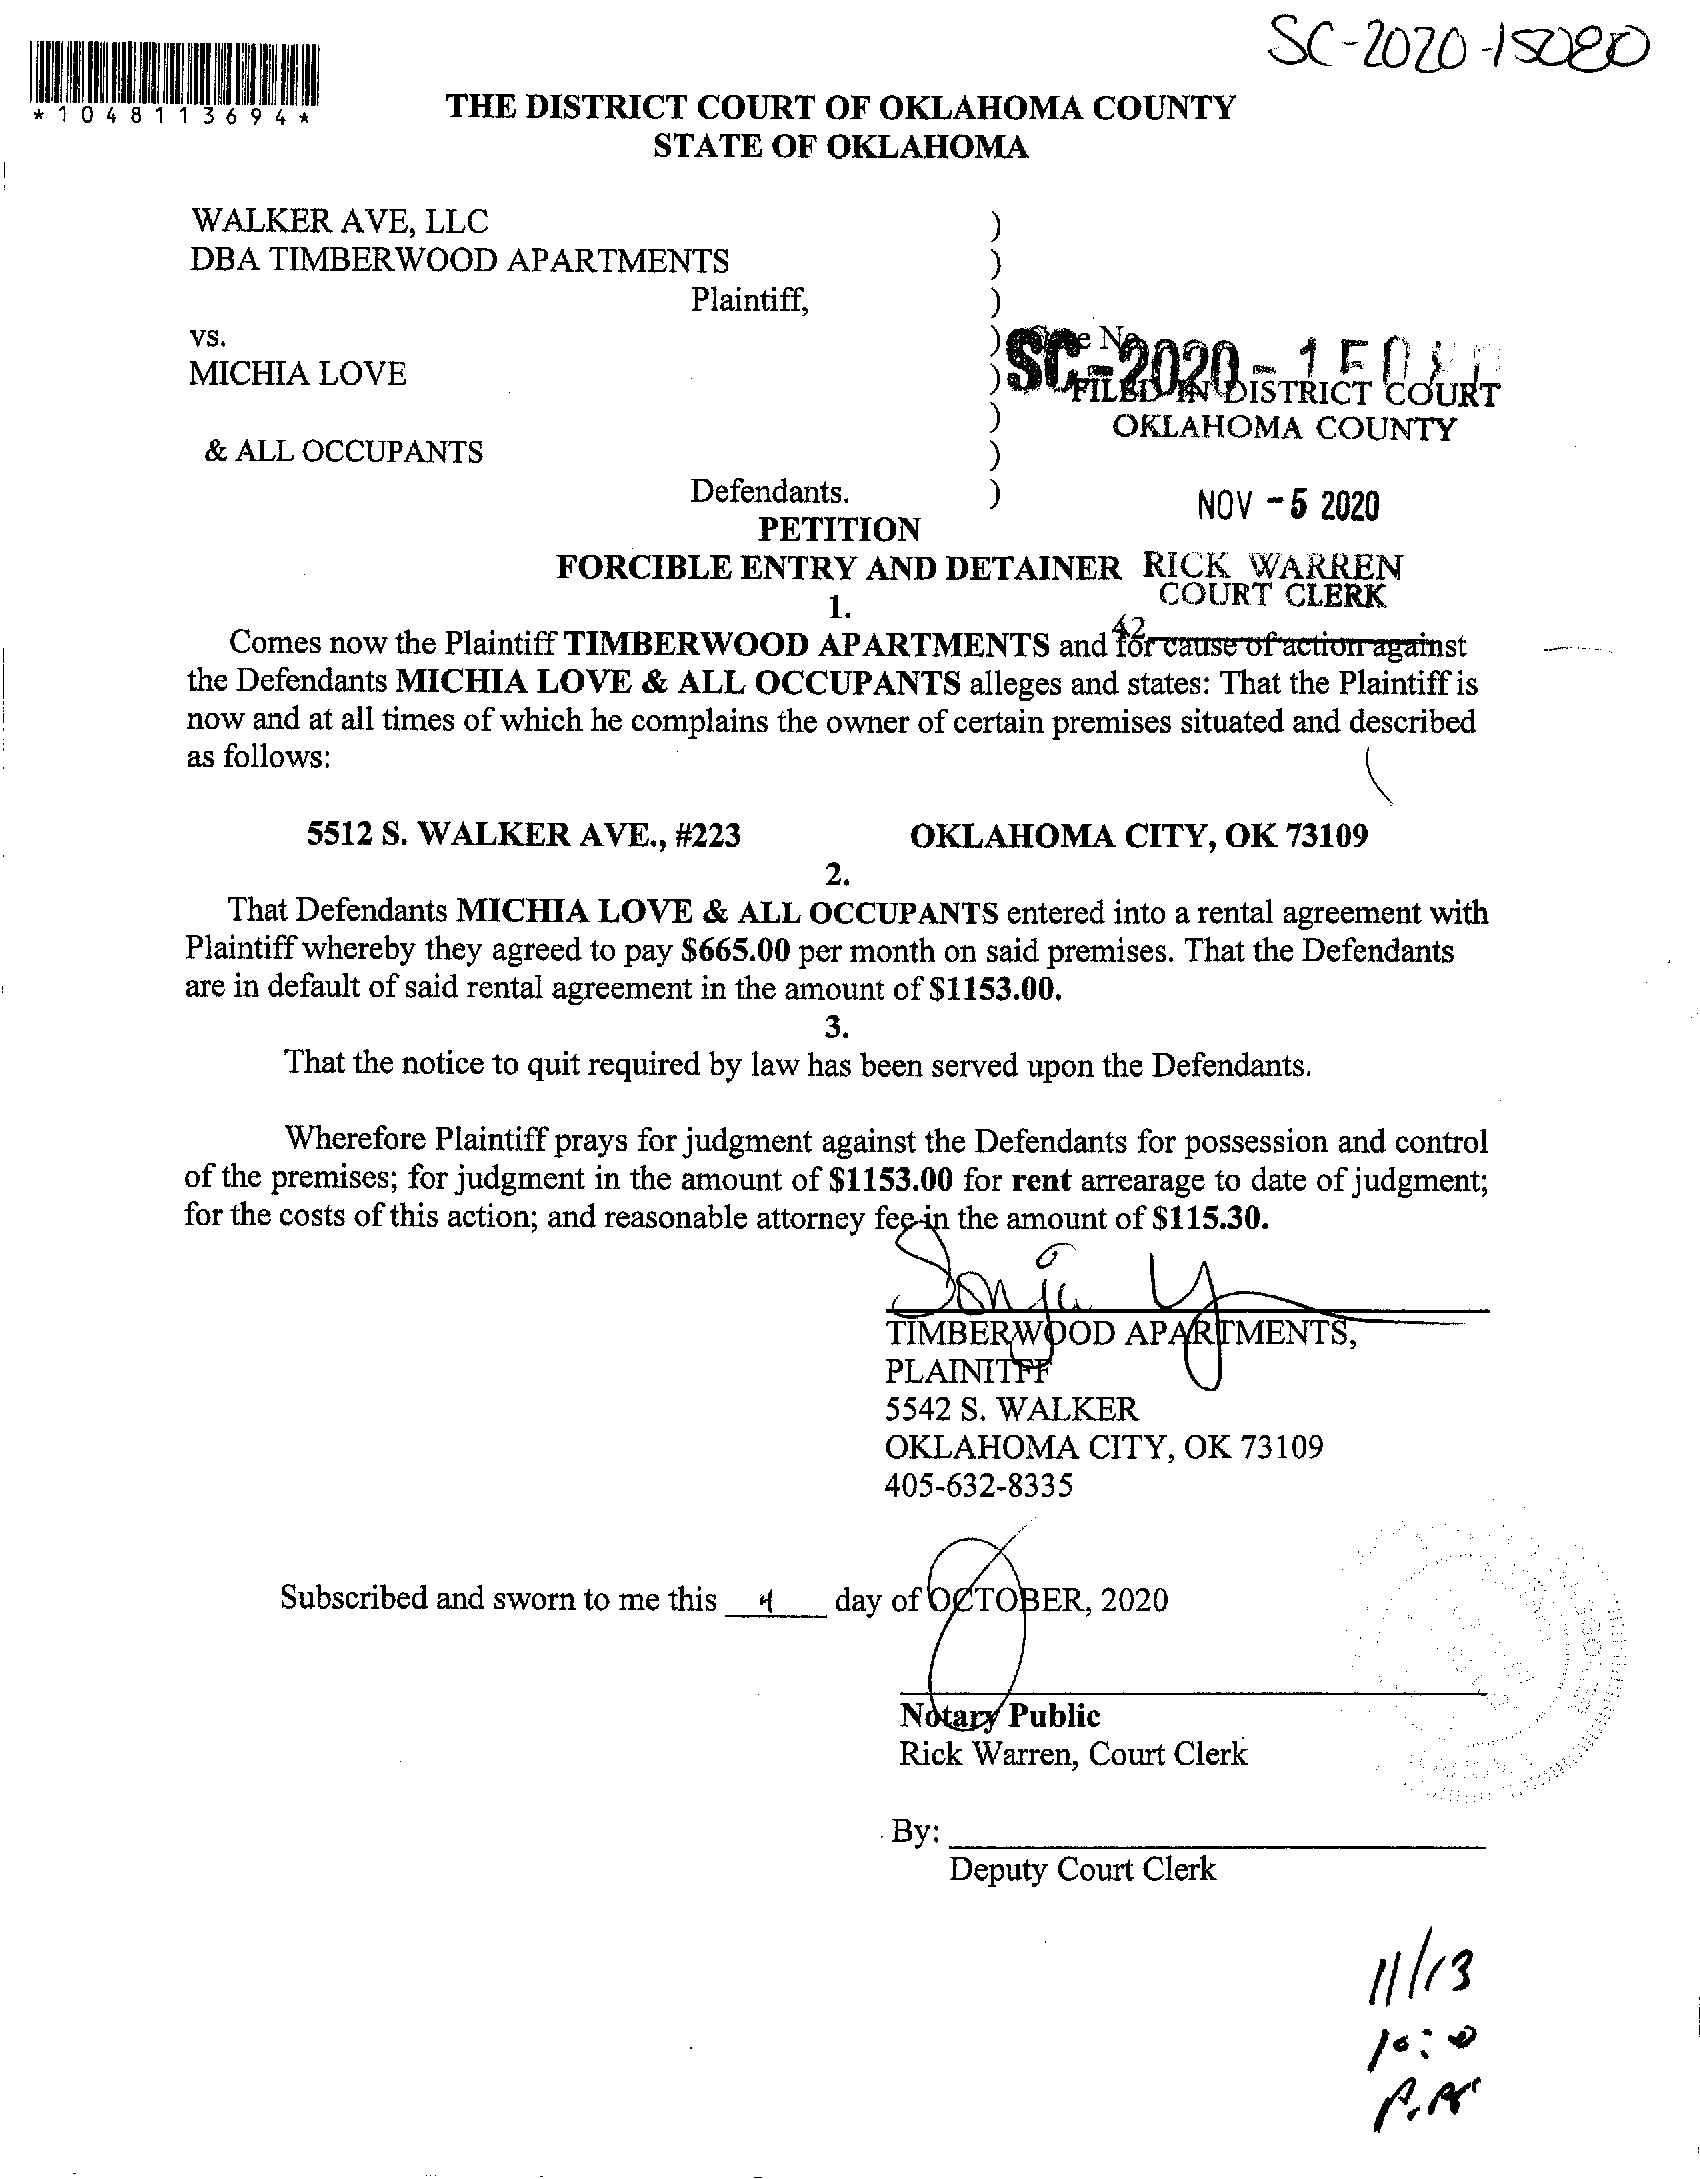 SC-2020-15080
*1048113694*
THE DISTRICT COURT OF OKLAHOMA COUNTY
STATE OF OKLAHOMA
WALKER AVE, LLC )
DBA TIMBERWOOD APARTMENTS )
Plaintiff, )
vs. )
MICHIA LOVE )
SC-2020-15080
FILED IN DISTRICT COURT
)
OKLAHOMA COUNTY
& ALL OCCUPANTS )
Defendants. )
NOV -5 2020
PETITION
FORCIBLE ENTRY AND DETAINER RICK WARREN
COURT CLERK
1.
42
Comes now the Plaintiff TIMBERWOOD APARTMENTS and for cause of action against
the Defendants MICHIA LOVE & ALL OCCUPANTS alleges and states: That the Plaintiff is
now and at all times of which he complains the owner of certain premises situated and described
as follows:
5512 S. WALKER AVE., #223 OKLAHOMA CITY, OK 73109
2.
That Defendants MICHIA LOVE & ALL OCCUPANTS entered into a rental agreement with
Plaintiff whereby they agreed to pay $665.00 per month on said premises. That the Defendants
are in default of said rental agreement in the amount of $1153.00.
3.
That the notice to quit required by law has been served upon the Defendants.
Wherefore Plaintiff prays for judgment against the Defendants for possession and control
of the premises; for judgment in the amount of $1153.00 for rent arrearage to date of judgment;
for the costs of this action; and reasonable attorney fee in the amount of $115.30.
Sonja
TIMBERWOOD APARTMENTS,
PLAINITFF
5542 S. WALKER
OKLAHOMA CITY, OK 73109
405-632-8335
Subscribed and sworn to me this 4 day of OCTOBER, 2020
Notary Public
Rick Warren, Court Clerk
By:
Deputy Court Clerk
11/13